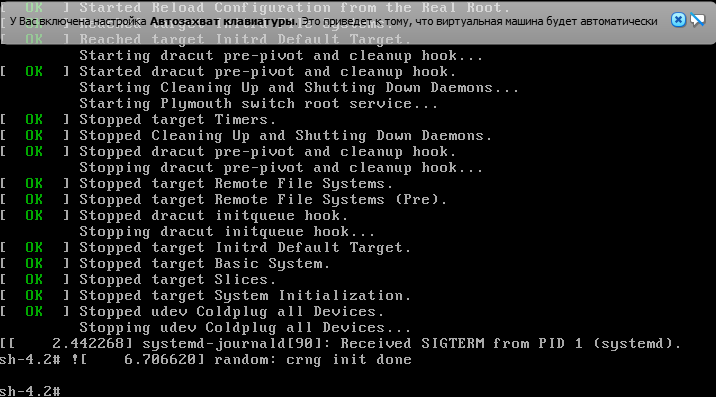 [  OK  ] Started Reload Configuration from the Real Root.
У Вас включена настройка Автозахват клавиатуры. Это приведет к тому, что виртуальная машина будет автоматически
[  OK  ] Reached target Initrd Default Target.
Starting dracut pre-pivot and cleanup hook...
[  OK  ] Started dracut pre-pivot and cleanup hook.
Starting Cleaning Up and Shutting Down Daemons...
Starting Plymouth switch root service...
[  OK  ] Stopped target Timers.
[  OK  ] Stopped Cleaning Up and Shutting Down Daemons.
[  OK  ] Stopped dracut pre-pivot and cleanup hook.
Stopping dracut pre-pivot and cleanup hook...
[  OK  ] Stopped target Remote File Systems.
[  OK  ] Stopped target Remote File Systems (Pre).
[  OK  ] Stopped dracut initqueue hook.
Stopping dracut initqueue hook...
[  OK  ] Stopped target Initrd Default Target.
[  OK  ] Stopped target Basic System.
[  OK  ] Stopped target Slices.
[  OK  ] Stopped target System Initialization.
[  OK  ] Stopped udev Coldplug all Devices.
Stopping udev Coldplug all Devices...
[[    2.442268] systemd-journald[90]: Received SIGTERM from PID 1 (systemd).
sh-4.2# ![    6.706620] random: crng init done
sh-4.2#